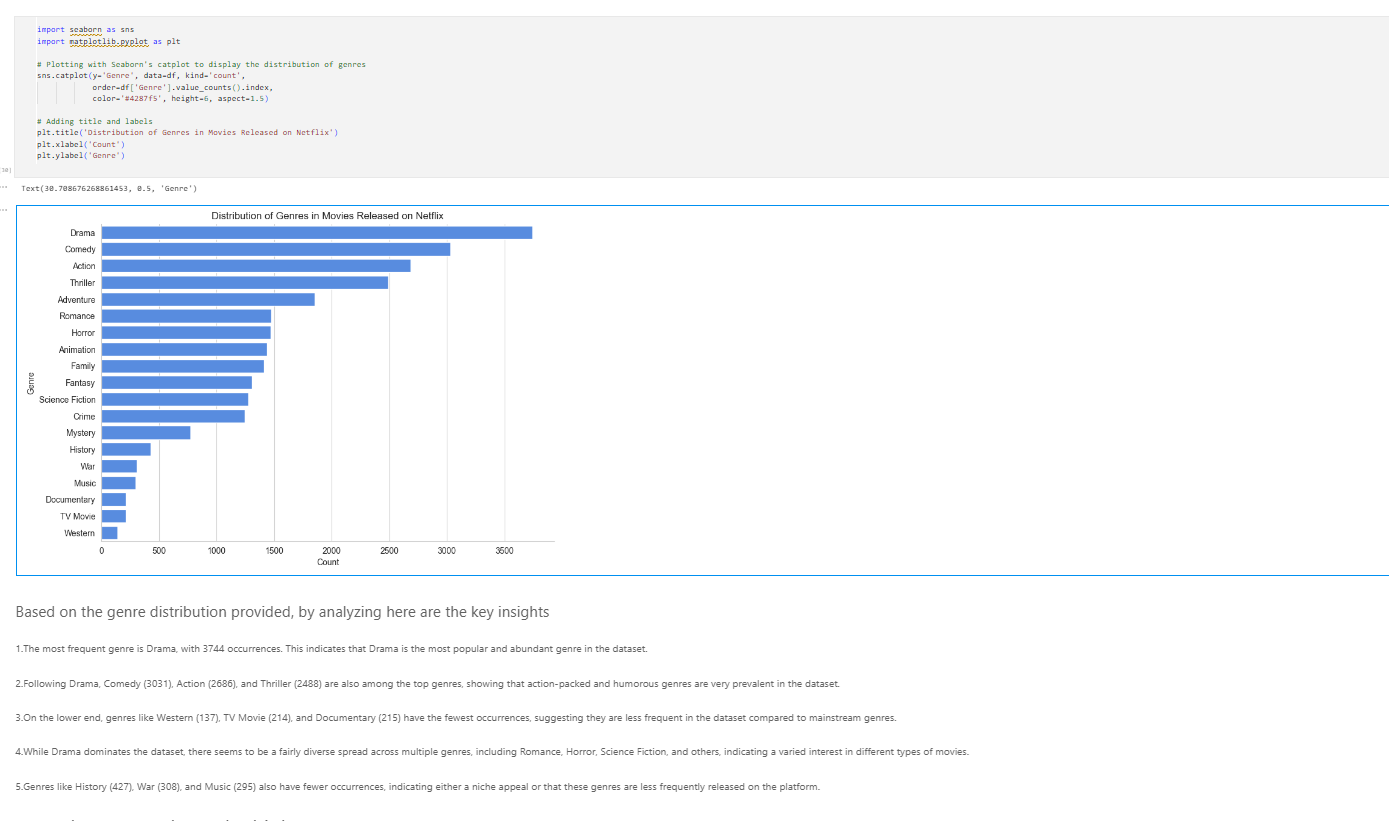 import seaborn as sns
import matplotlib.pyplot as plt
# Plotting with Seaborn's catplot to display the distribution of genres
sns.catplot(y='Genre', data=df, kind='count',
order=df['Genre'].value_counts().index,
color='#4287f5', height=6, aspect=1.5)
# Adding title and labels
plt.title('Distribution of Genres in Movies Released on Netflix')
plt.xlabel('Count')
plt.ylabel('Genre')
Text(30.708676268861453, 0.5, 'Genre')
Distribution of Genres in Movies Released on Netflix
Drama
Comedy
Action
Thriller
Adventure
Romance
Horror
Animation
Family
Fantasy
Genre
Science Fiction
Crime
Mystery
History
War
Music
Documentary
TV Movie
Western
0 500 1000 1500 2000 2500 3000 3500
Count
Based on the genre distribution provided, by analyzing here are the key insights
1.The most frequent genre is Drama, with 3744 occurrences. This indicates that Drama is the most popular and abundant genre in the dataset.
2.Following Drama, Comedy (3031), Action (2686), and Thriller (2488) are also among the top genres, showing that action-packed and humorous genres are very prevalent in the dataset.
3.On the lower end, genres like Western (137), TV Movie (214), and Documentary (215) have the fewest occurrences, suggesting they are less frequent in the dataset compared to mainstream genres.
4.While Drama dominates the dataset, there seems to be a fairly diverse spread across multiple genres, including Romance, Horror, Science Fiction, and others, indicating a varied interest in different types of movies.
5.Genres like History (427), War (308), and Music (295) also have fewer occurrences, indicating either a niche appeal or that these genres are less frequently released on the platform.